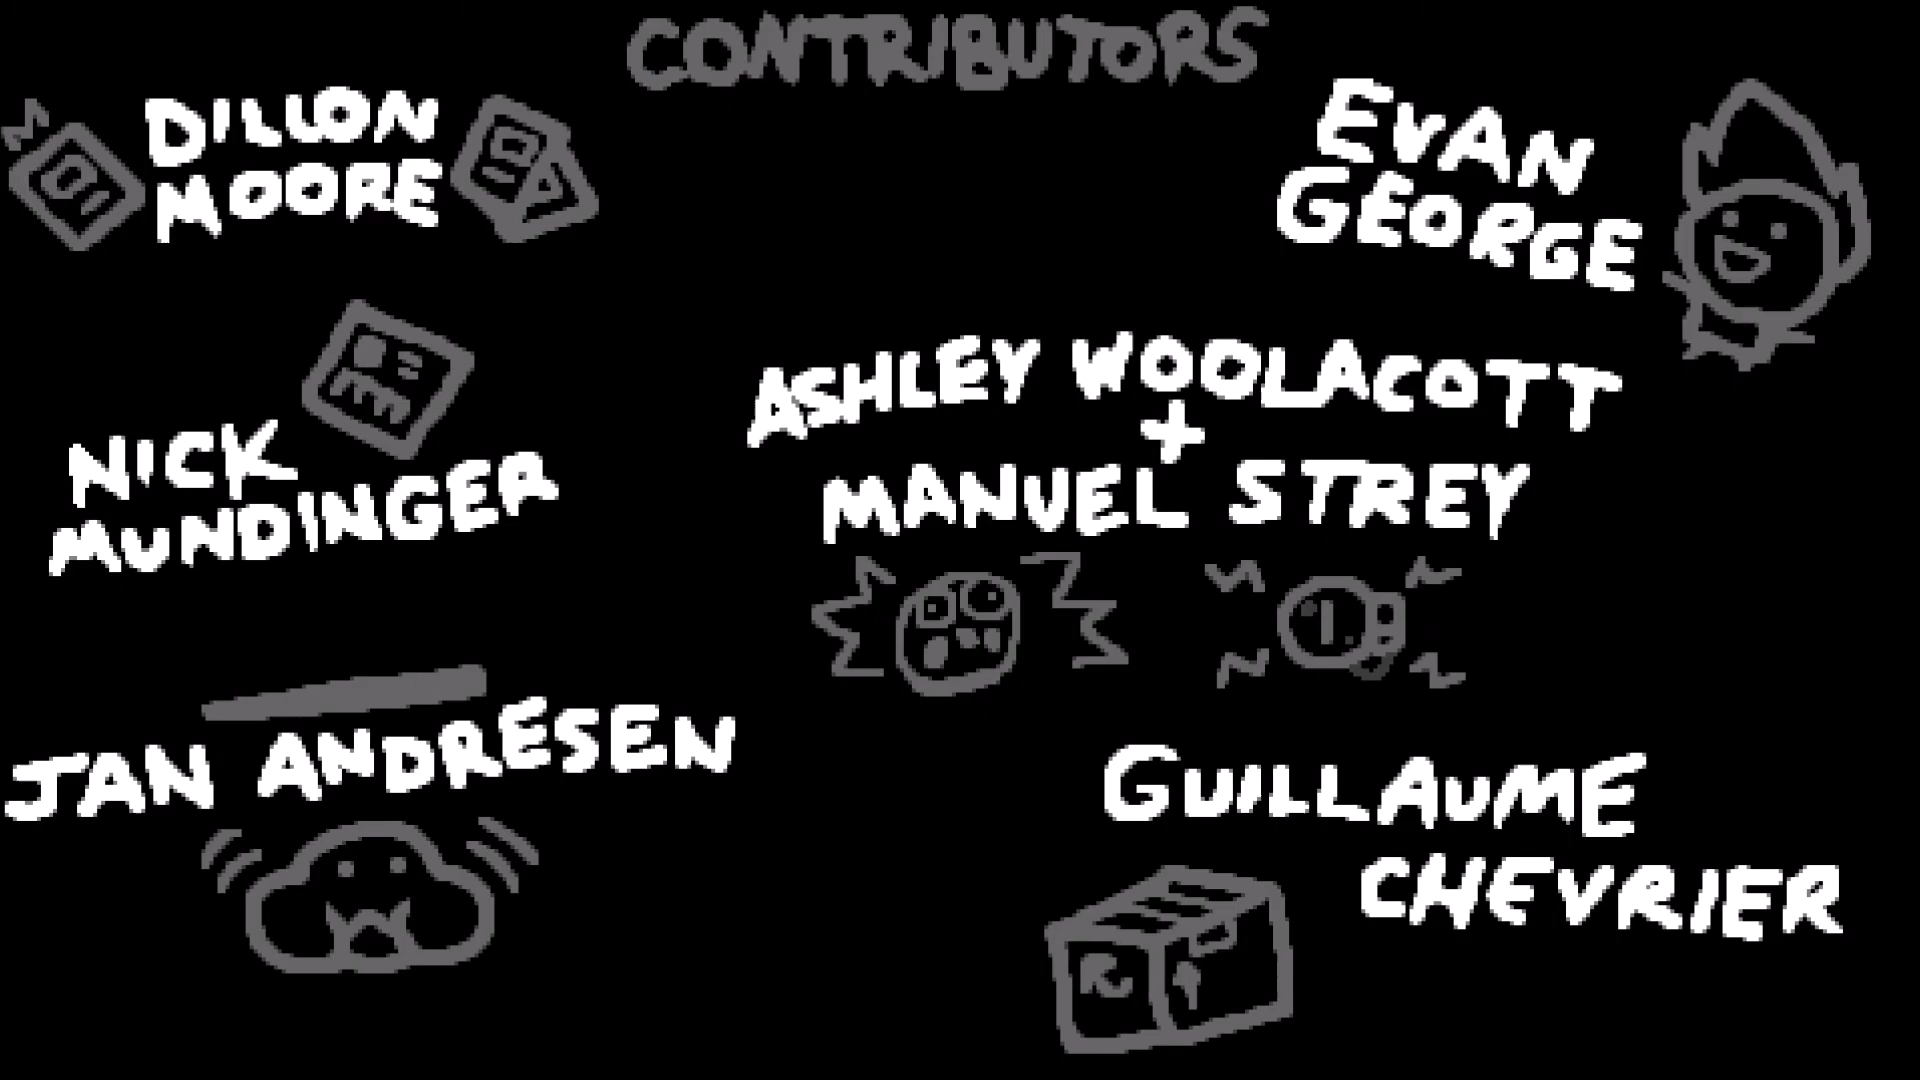 CONTRIBUTORS
DILLON
MOORE
EVAN
GEORGE
NICK
MUNDINGER
ASHLEY WOOLACOTT
+
MANUEL STREY
JAN ANDRESEN
GUILLAUME
CHEVRIER
R